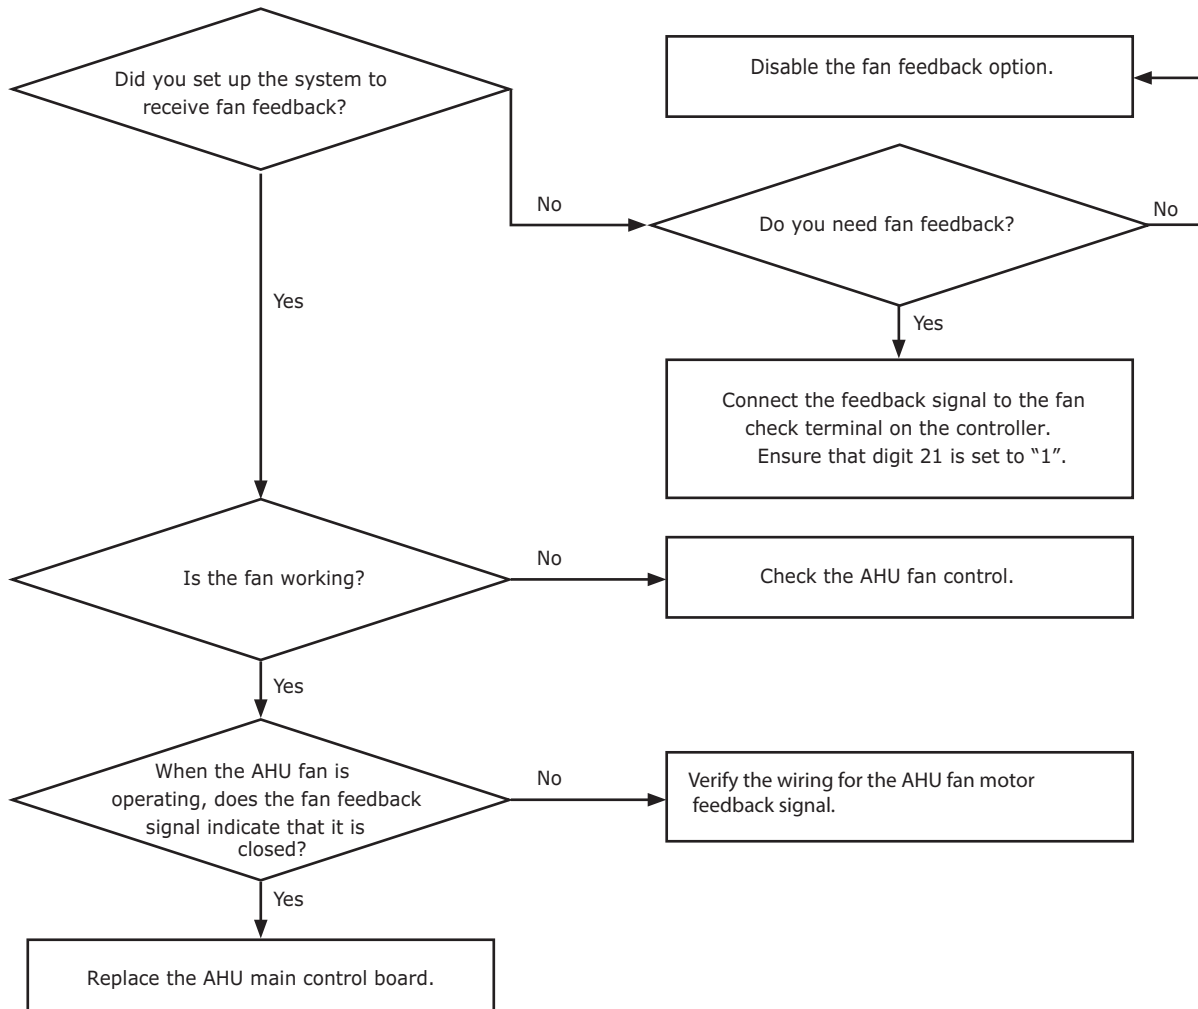 Did you set up the system to
receive fan feedback?
Disable the fan feedback option.
No
Do you need fan feedback?
No
Yes
Yes
Connect the feedback signal to the fan
check terminal on the controller.
Ensure that digit 21 is set to “1”.
Is the fan working?
No
Check the AHU fan control.
Yes
When the AHU fan is
operating, does the fan feedback
signal indicate that it is
closed?
No
Verify the wiring for the AHU fan motor
feedback signal.
Yes
Replace the AHU main control board.